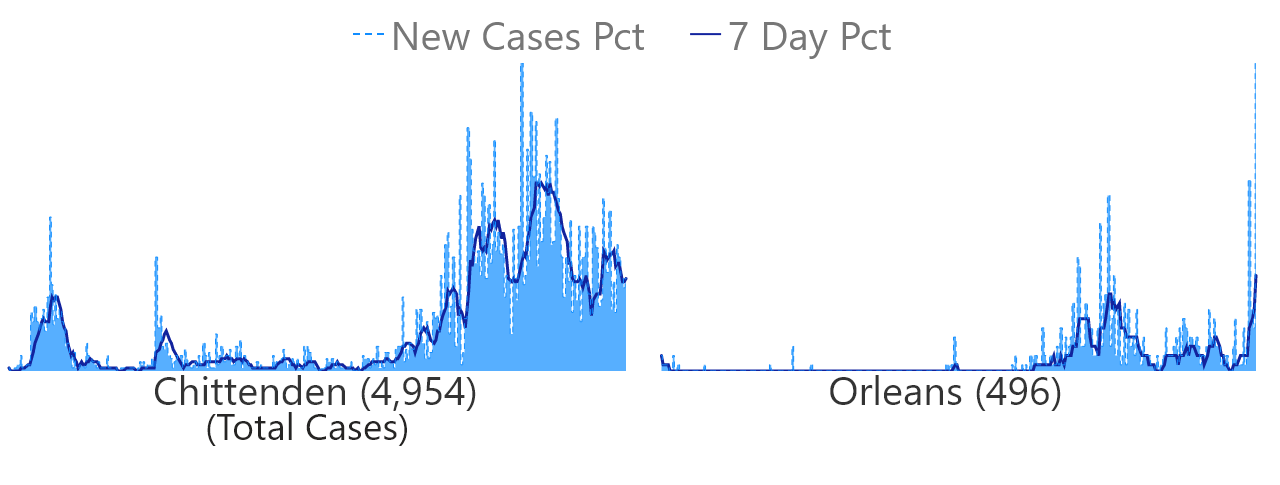 New Cases Pct 7 Day Pct
Chittenden (4,954)
(Total Cases)
Orleans (496)